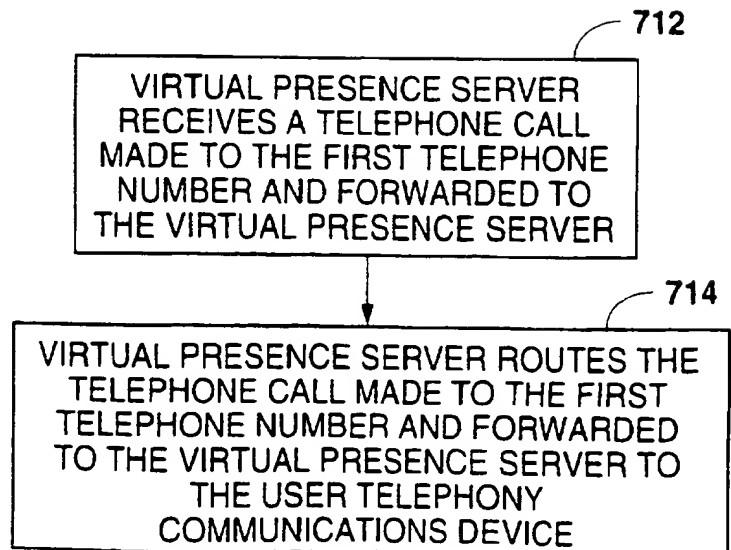 712
VIRTUAL PRESENCE SERVER
RECEIVES A TELEPHONE CALL
MADE TO THE FIRST TELEPHONE
NUMBER AND FORWARDED TO
THE VIRTUAL PRESENCE SERVER
714
VIRTUAL PRESENCE SERVER ROUTES THE
TELEPHONE CALL MADE TO THE FIRST
TELEPHONE NUMBER AND FORWARDED
TO THE VIRTUAL PRESENCE SERVER TO
THE USER TELEPHONY
COMMUNICATIONS DEVICE